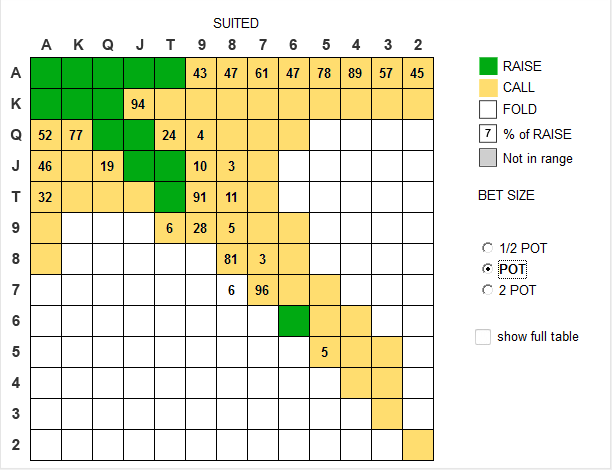 SUITED
A K Q J T 9 8 7 6 5 4 3 2
A 43 47 61 47 78 89 57 45
K 94
Q 52 77 24 4
J 46 19 10 3
T 32 91 11
9 6 28 5
8 81 3
7 6 96
6
5 5
4
3
2
RAISE
CALL
FOLD
7 % of RAISE
Not in range
BET SIZE
1/2 POT
POT
2 POT
show full table